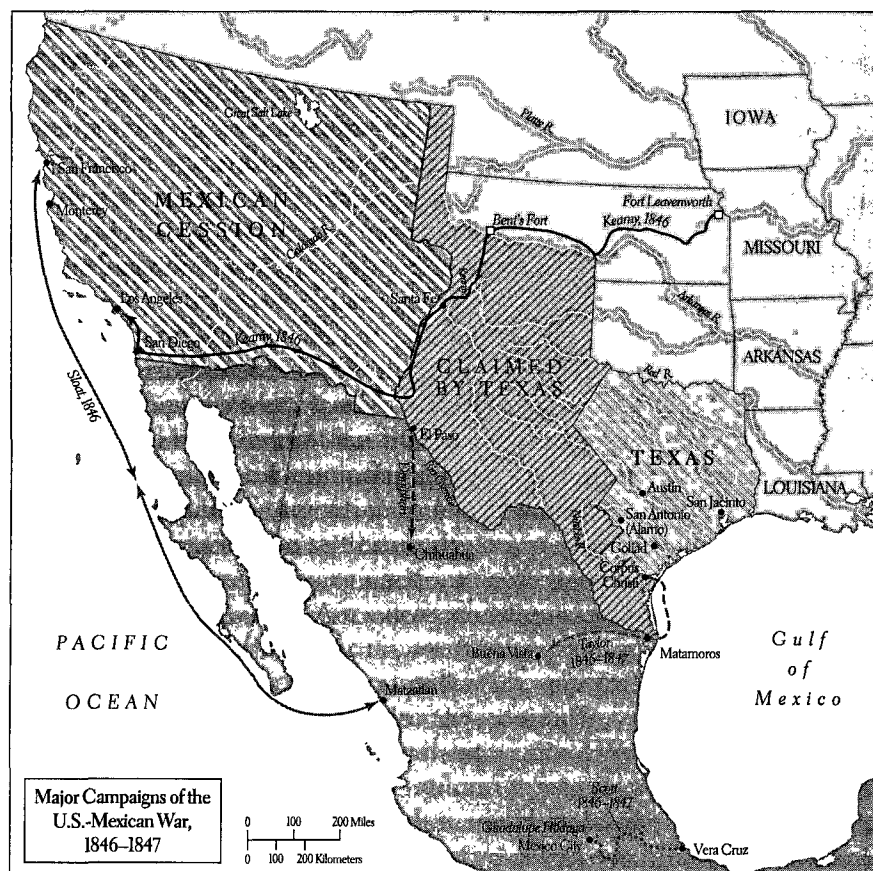 IOWA
Platte R.
Great Salt Lake
San Francisco
Monterey
MEXICAN
CESSION
Colorado R.
Bent's Fort
Fort Leavenworth
Kearny, 1846
MISSOURI
Arkansas R.
Los Angeles
Santa Fe
San Diego
Kearny, 1846
CLAIMED
BY TEXAS
ARKANSAS
Red R.
Sloat, 1846
El Paso
TEXAS
Austin
San Jacinto
LOUISIANA
San Antonio
(Alamo)
Goliad
Chihuahua
Corpus
Christi
Buena Vista
Taylor
1846–1847
Matamoros
PACIFIC
OCEAN
Gulf
of
Mexico
Scott
1846–1847
Guadalupe Hidalgo
Mexico City
Vera Cruz
Major Campaigns of the
U.S.-Mexican War,
1846–1847
0 100 200 Miles
0 100 200 Kilometers